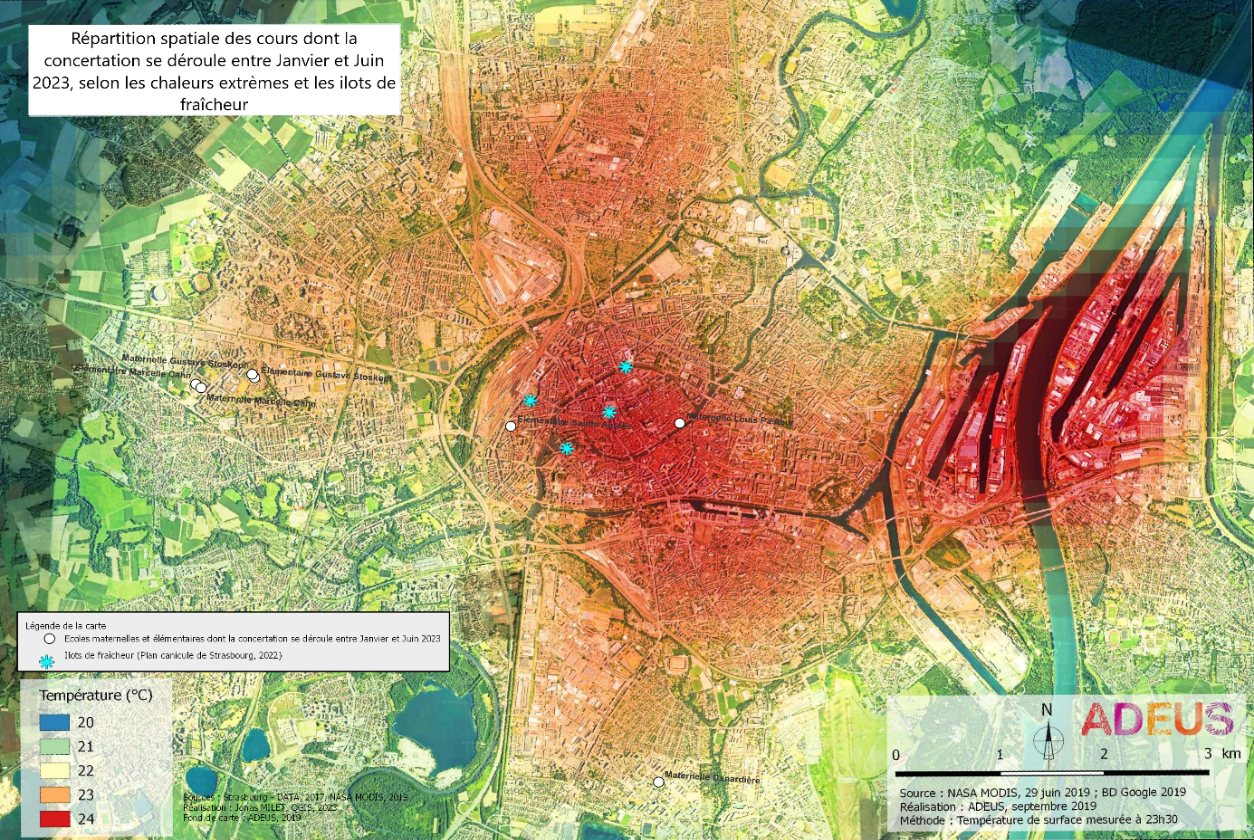 Répartition spatiale des cours dont la
concertation se déroule entre Janvier et Juin
2023, selon les chaleurs extrêmes et les ilots de
fraîcheur
Maternelle Gustave Stoskopf
Elémentaire Marcelle Cahn
Elémentaire Gustave Stoskopf
Maternelle Marcelle Cahn
Elémentaire Sainte Aurélie
Maternelle Louis Pasteur
Maternelle Canardière
Légende de la carte
Ecoles maternelles et élémentaires dont la concertation se déroule entre Janvier et Juin 2023
Ilots de fraîcheur (Plan canicule de Strasbourg, 2022)
Température (°C)
20
21
22
23
24
Sources : Strasbourg - DATA, 2017, NASA MODIS, 2019
Réalisation : Jonas MILET, QGIS, 2023
Fond de carte : ADEUS, 2019
N
ADEUS
0 1 2 3 km
Source : NASA MODIS, 29 juin 2019 ; BD Google 2019
Réalisation : ADEUS, septembre 2019
Méthode : Température de surface mesurée à 23h30